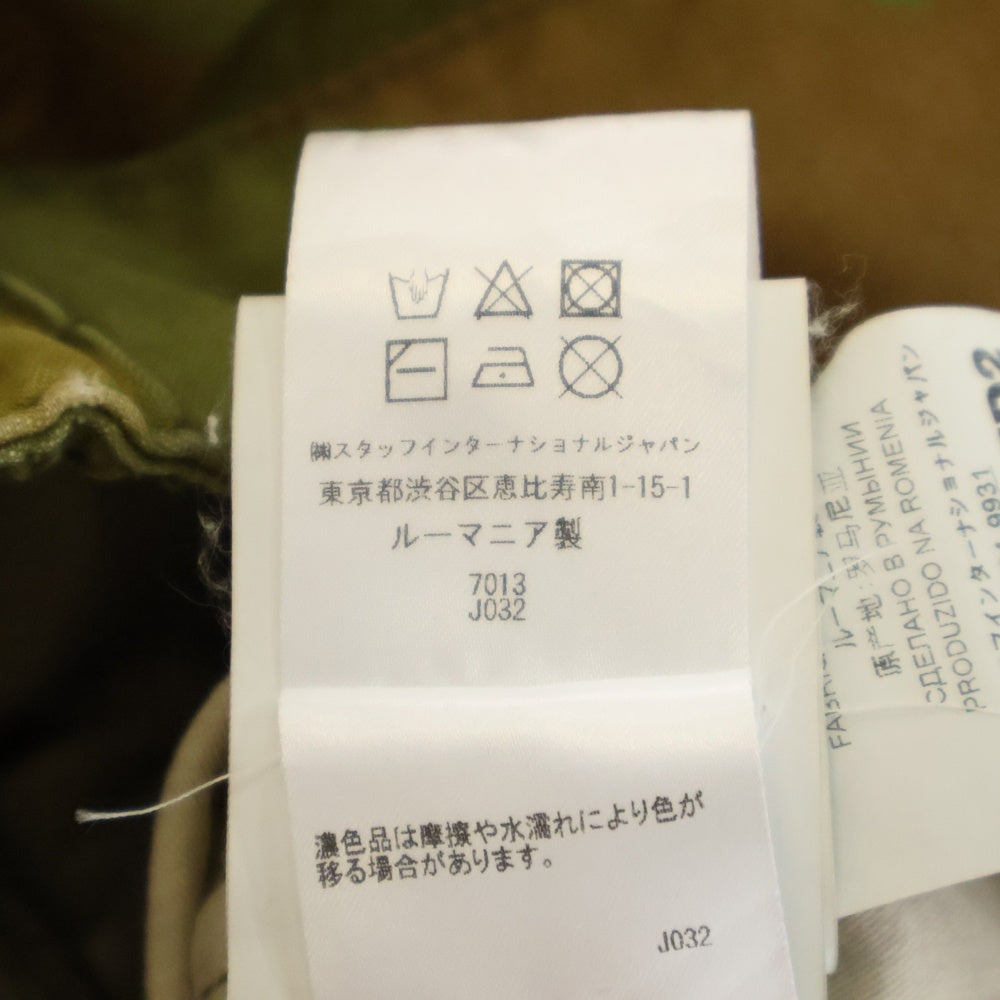 ㈱スタッフインターナショナルジャパン
東京都渋谷区恵比寿南1-15-1
ルーマニア製
7013
J032
濃色品は摩擦や水濡れにより色が
移る場合があります。
J032
ルーマニア
原产地:罗马尼亚
СДЕЛАНО В РУМЫНИИ
PRODUZIDO NA ROMENIA
インターナショナルジャパン
9931